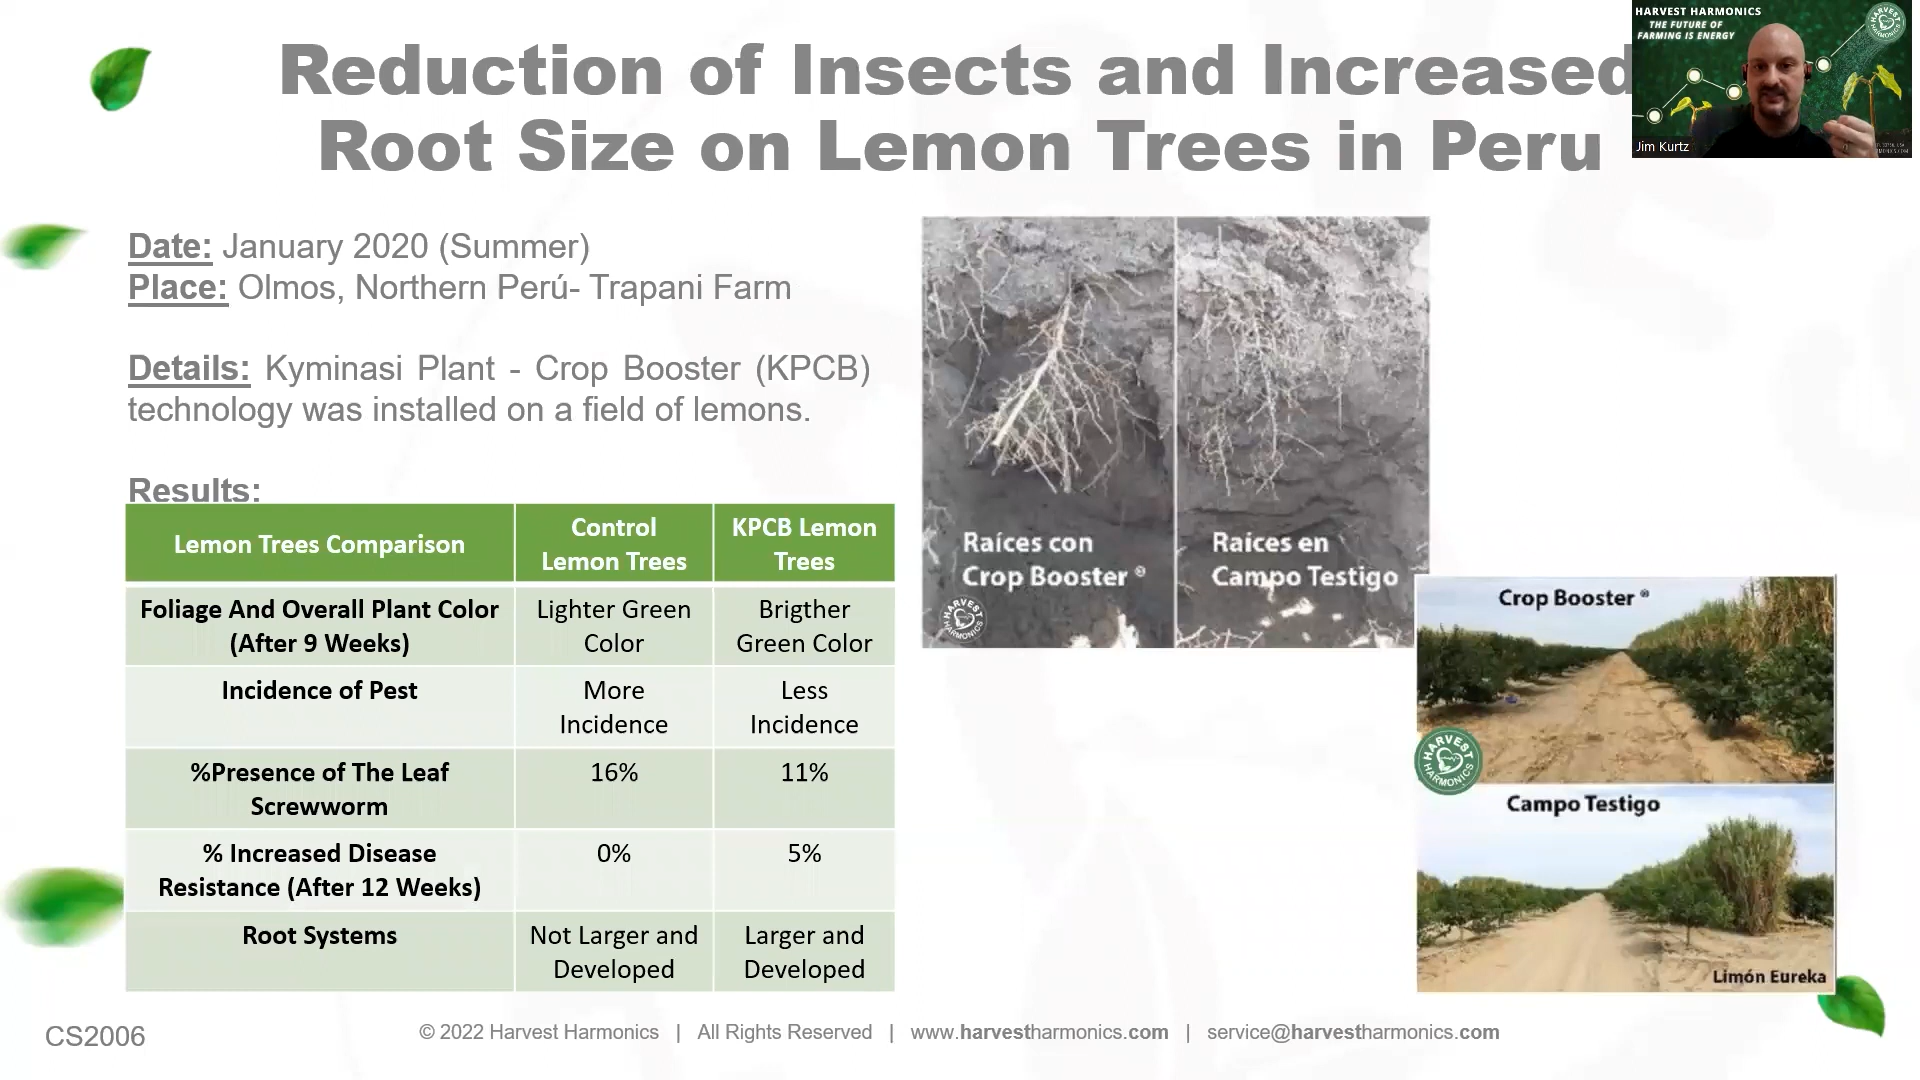 Reduction of Insects and Increased
Root Size on Lemon Trees in Peru
HARVEST HARMONICS
THE FUTURE OF
FARMING IS ENERGY
Jim Kurtz
Date: January 2020 (Summer)
Place: Olmos, Northern Perú- Trapani Farm
Details: Kyminasi Plant - Crop Booster (KPCB)
technology was installed on a field of lemons.
Results:
Lemon Trees Comparison
Control
Lemon Trees
KPCB Lemon
Trees
Foliage And Overall Plant Color
(After 9 Weeks)
Lighter Green
Color
Brigther
Green Color
Incidence of Pest
More
Incidence
Less
Incidence
%Presence of The Leaf
Screwworm
16%
11%
% Increased Disease
Resistance (After 12 Weeks)
0%
5%
Root Systems
Not Larger and
Developed
Larger and
Developed
Raíces con
Crop Booster ®
Raíces en
Campo Testigo
HARVEST
HARMONICS
Crop Booster ®
HARVEST
HARMONICS
Campo Testigo
Limón Eureka
CS2006
© 2022 Harvest Harmonics | All Rights Reserved | www.harvestharmonics.com | service@harvestharmonics.com